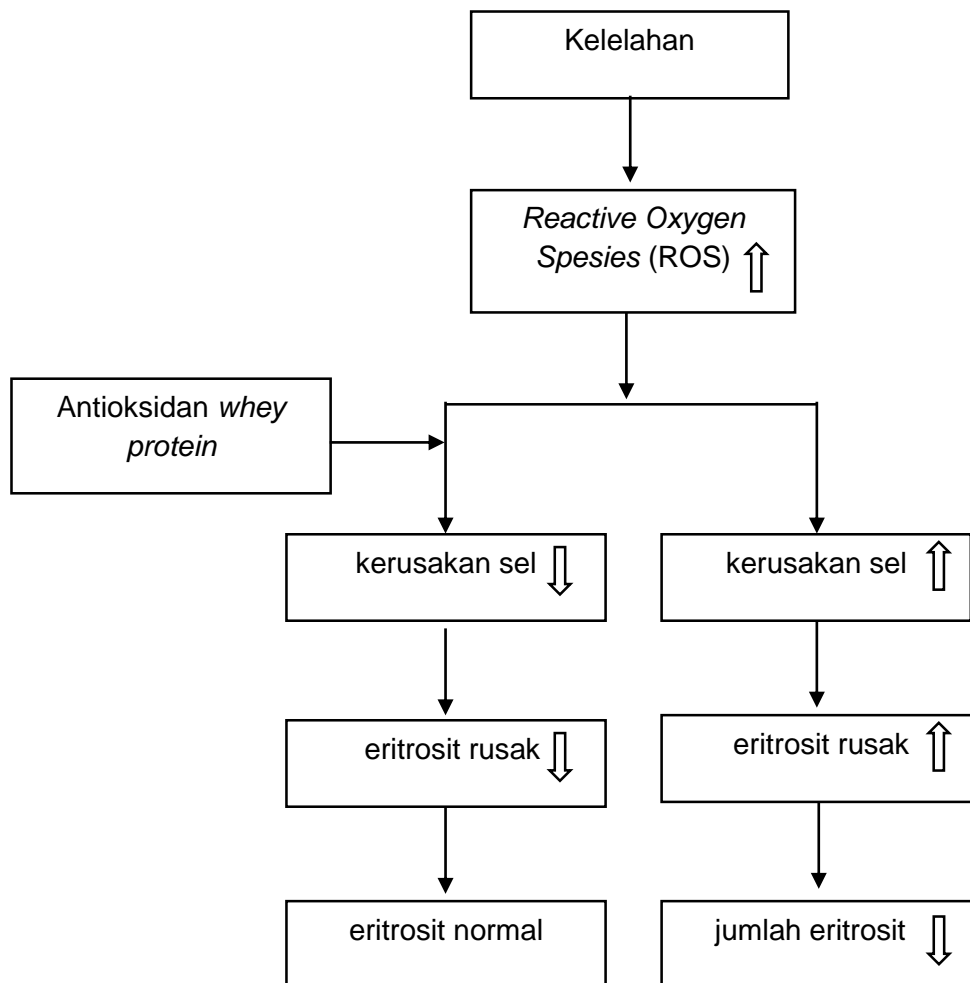 Kelelahan
Reactive Oxygen
Spesies (ROS)
Antioksidan whey
protein
kerusakan sel
kerusakan sel
eritrosit rusak
eritrosit rusak
eritrosit normal
jumlah eritrosit